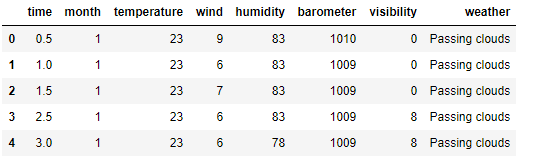 time month temperature wind humidity barometer visibility weather
0 0.5 1 23 9 83 1010 0 Passing clouds
1 1.0 1 23 6 83 1009 0 Passing clouds
2 1.5 1 23 7 83 1009 0 Passing clouds
3 2.5 1 23 6 83 1009 8 Passing clouds
4 3.0 1 23 6 78 1009 8 Passing clouds